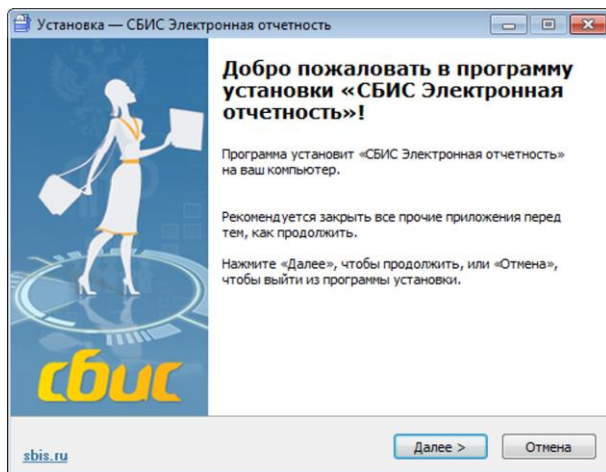 Установка — СБИС Электронная отчетность
Добро пожаловать в программу
установки «СБИС Электронная
отчетность»!
Программа установит «СБИС Электронная отчетность»
на ваш компьютер.
Рекомендуется закрыть все прочие приложения перед
тем, как продолжить.
Нажмите «Далее», чтобы продолжить, или «Отмена»,
чтобы выйти из программы установки.
сбис
sbis.ru
Далее >
Отмена